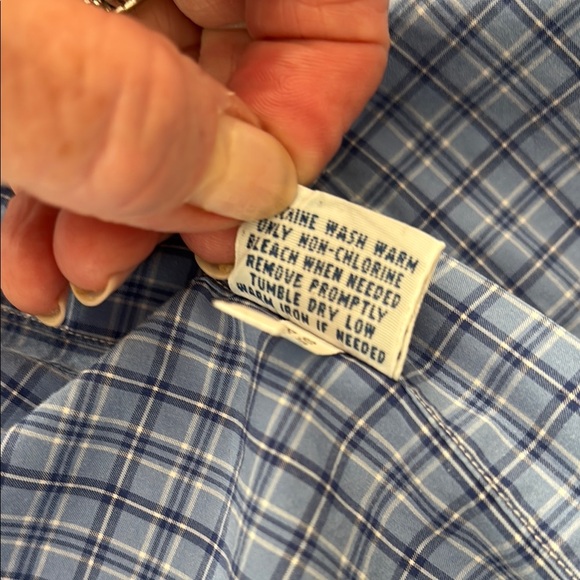 WASH WARM
ONLY NON-CHLORINE
BLEACH WHEN NEEDED
REMOVE PROMPTLY
TUMBLE DRY LOW
WARM IRON IF NEEDED